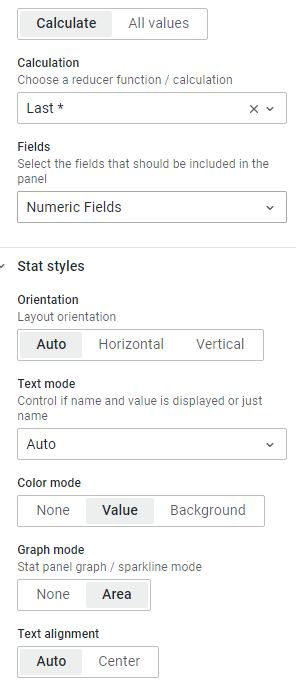 Calculate All values
Calculation
Choose a reducer function / calculation
Last *
Fields
Select the fields that should be included in the
panel
Numeric Fields
Stat styles
Orientation
Layout orientation
Auto Horizontal Vertical
Text mode
Control if name and value is displayed or just
name
Auto
Color mode
None Value Background
Graph mode
Stat panel graph / sparkline mode
None Area
Text alignment
Auto Center